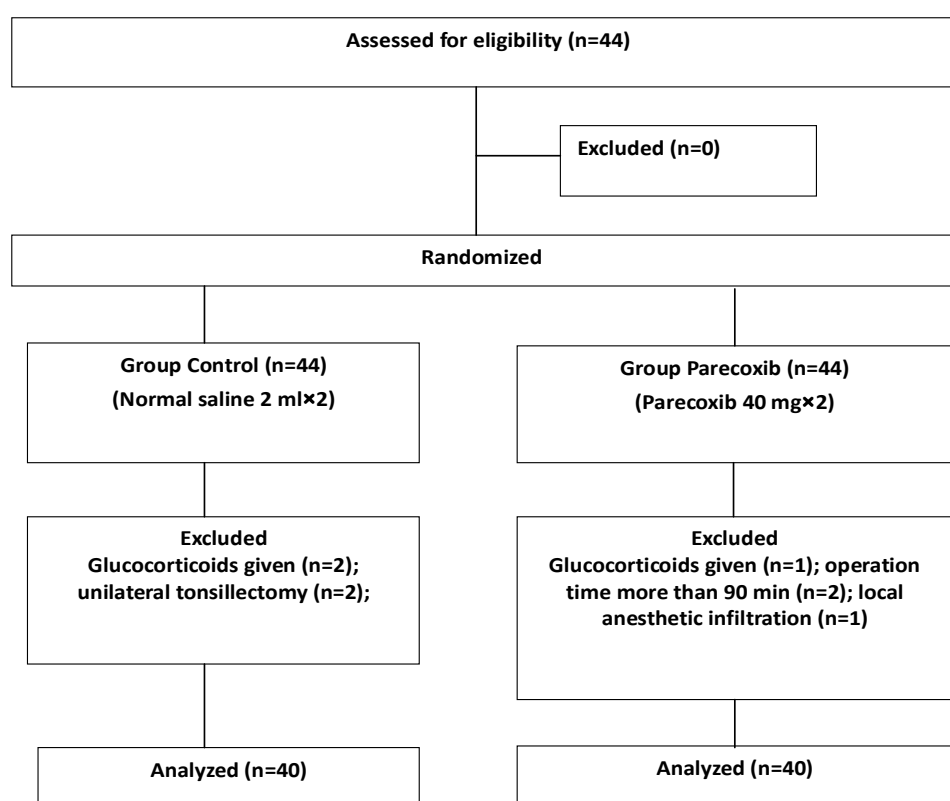 Assessed for eligibility (n=44)
Excluded (n=0)
Randomized
Group Control (n=44)
(Normal saline 2 ml×2)
Group Parecoxib (n=44)
(Parecoxib 40 mg×2)
Excluded
Glucocorticoids given (n=2);
unilateral tonsillectomy (n=2);
Excluded
Glucocorticoids given (n=1); operation
time more than 90 min (n=2); local
anesthetic infiltration (n=1)
Analyzed (n=40)
Analyzed (n=40)